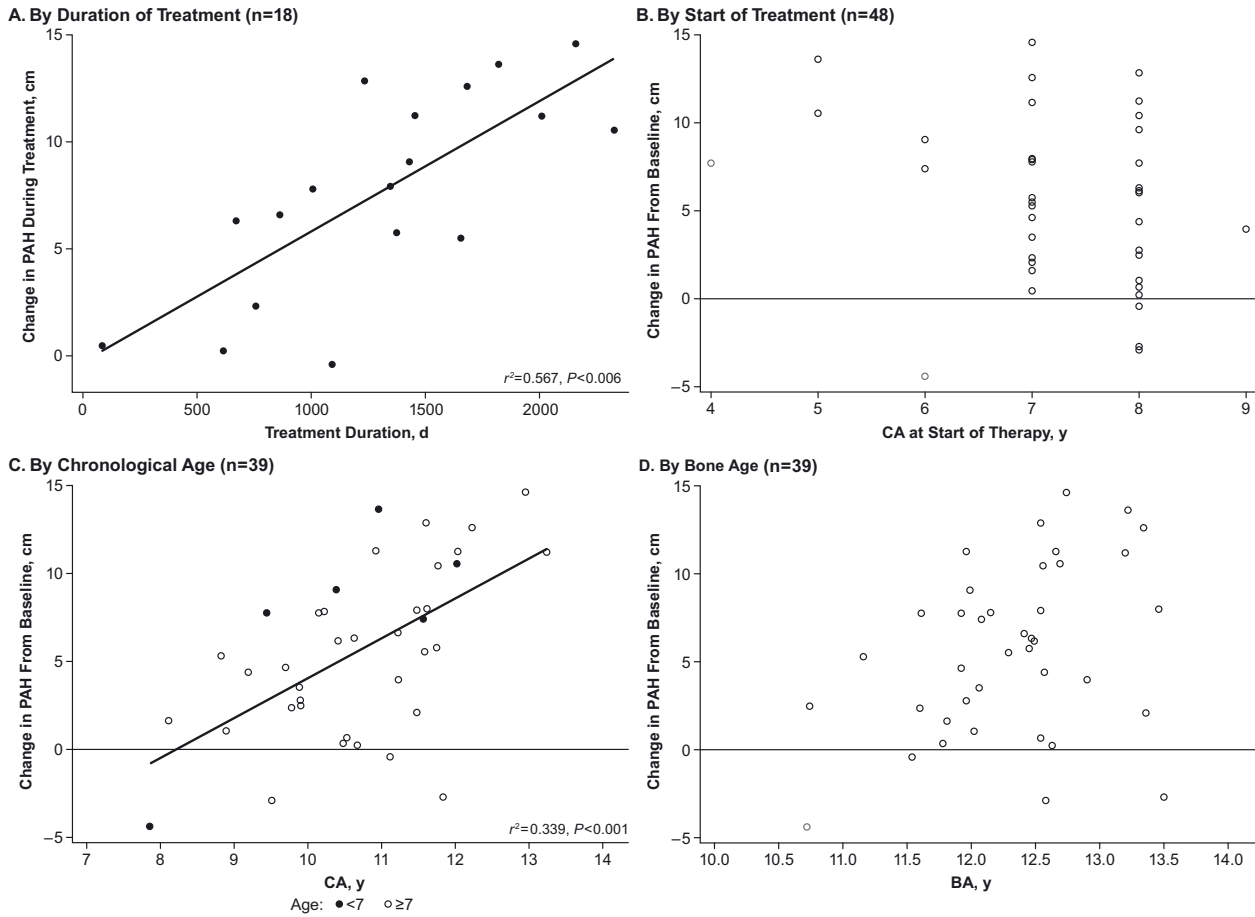 A. By Duration of Treatment (n=18)
Change in PAH During Treatment, cm
15
10
5
0
r²=0.567, P<0.006
0 500 1000 1500 2000
Treatment Duration, d
B. By Start of Treatment (n=48)
Change in PAH From Baseline, cm
15
10
5
0
–5
4 5 6 7 8 9
CA at Start of Therapy, y
C. By Chronological Age (n=39)
Change in PAH From Baseline, cm
15
10
5
0
–5
r²=0.339, P<0.001
7 8 9 10 11 12 13 14
CA, y
Age: ●<7 ○≥7
D. By Bone Age (n=39)
Change in PAH From Baseline, cm
15
10
5
0
–5
10.0 10.5 11.0 11.5 12.0 12.5 13.0 13.5 14.0
BA, y